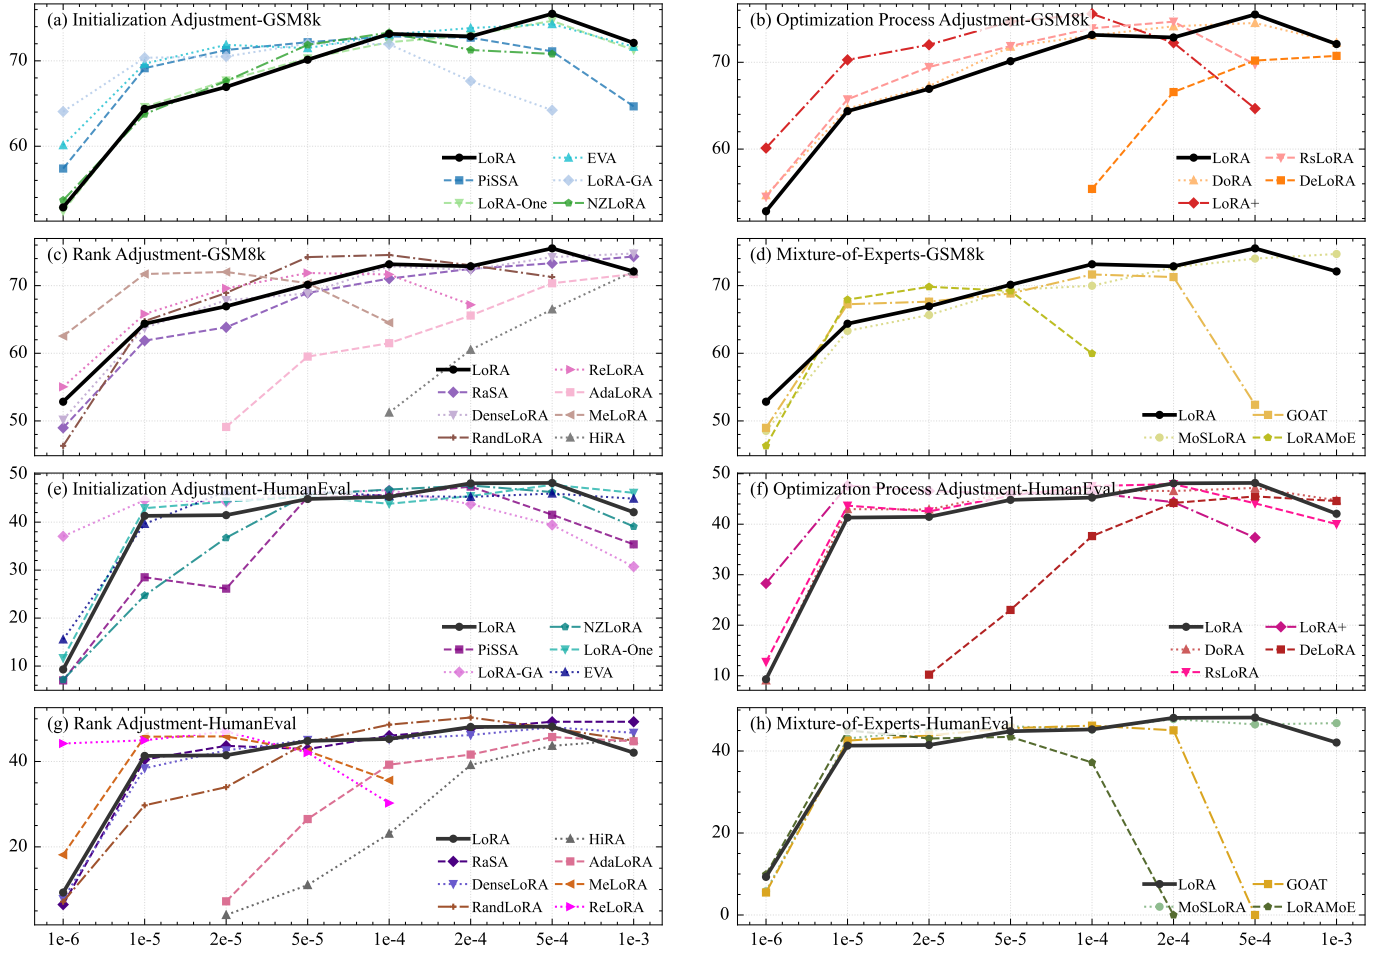 (a) Initialization Adjustment-GSM8k
70
60
LoRA
EVA
PiSSA
LoRA-GA
LoRA-One
NZLoRA
(b) Optimization Process Adjustment-GSM8k
70
60
LoRA
RsLoRA
DoRA
DeLoRA
LoRA+
(c) Rank Adjustment-GSM8k
70
60
50
LoRA
ReLoRA
RaSA
AdaLoRA
DenseLoRA
MeLoRA
RandLoRA
HiRA
(d) Mixture-of-Experts-GSM8k
70
60
50
LoRA
GOAT
MoSLoRA
LoRAMoE
(e) Initialization Adjustment-HumanEval
50
40
30
20
10
LoRA
NZLoRA
PiSSA
LoRA-One
LoRA-GA
EVA
(f) Optimization Process Adjustment-HumanEval
50
40
30
20
10
LoRA
LoRA+
DoRA
DeLoRA
RsLoRA
(g) Rank Adjustment-HumanEval
40
20
LoRA
HiRA
RaSA
AdaLoRA
DenseLoRA
MeLoRA
RandLoRA
ReLoRA
1e-6 1e-5 2e-5 5e-5 1e-4 2e-4 5e-4 1e-3
(h) Mixture-of-Experts-HumanEval
40
20
0
LoRA
GOAT
MoSLoRA
LoRAMoE
1e-6 1e-5 2e-5 5e-5 1e-4 2e-4 5e-4 1e-3